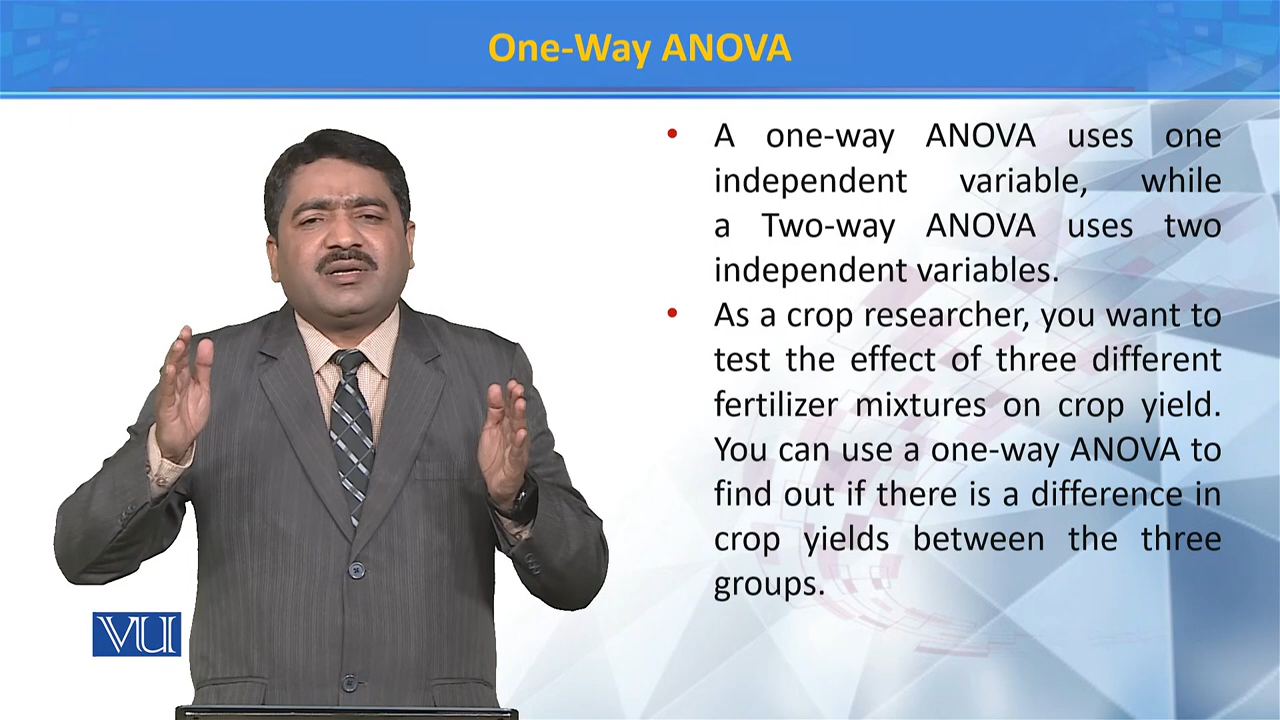 One-Way ANOVA
• A one-way ANOVA uses one
independent variable, while
a Two-way ANOVA uses two
independent variables.
• As a crop researcher, you want to
test the effect of three different
fertilizer mixtures on crop yield.
You can use a one-way ANOVA to
find out if there is a difference in
crop yields between the three
groups.
VU